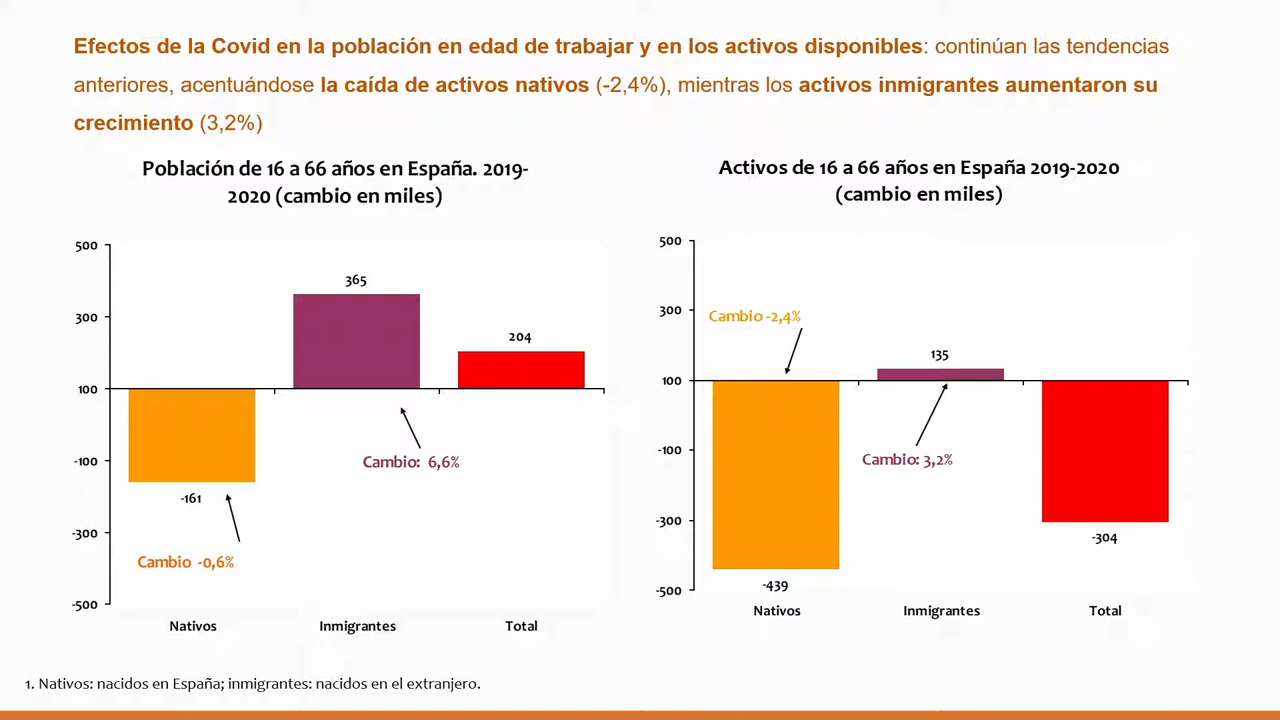 Efectos de la Covid en la población en edad de trabajar y en los activos disponibles: continúan las tendencias
anteriores, acentuándose la caída de activos nativos (-2,4%), mientras los activos inmigrantes aumentaron su
crecimiento (3,2%)
Población de 16 a 66 años en España. 2019-
2020 (cambio en miles)
500
300
100
-100
-300
-500
365
204
-161
Cambio: 6,6%
Cambio -0,6%
Nativos
Inmigrantes
Total
Activos de 16 a 66 años en España 2019-2020
(cambio en miles)
500
300
100
-100
-300
-500
Cambio -2,4%
135
Cambio: 3,2%
-304
-439
Nativos
Inmigrantes
Total
1. Nativos: nacidos en España; inmigrantes: nacidos en el extranjero.